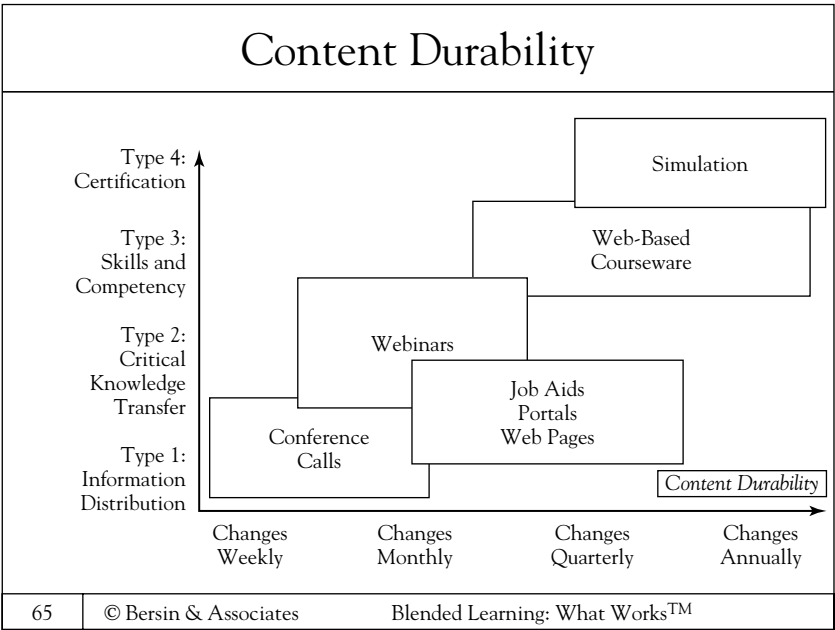 Content Durability
Type 4:
Certification
Simulation
Type 3:
Skills and
Competency
Web-Based
Courseware
Type 2:
Critical
Knowledge
Transfer
Webinars
Job Aids
Portals
Web Pages
Type 1:
Information
Distribution
Conference
Calls
Content Durability
Changes
Weekly
Changes
Monthly
Changes
Quarterly
Changes
Annually
65
© Bersin & Associates
Blended Learning: What Works™